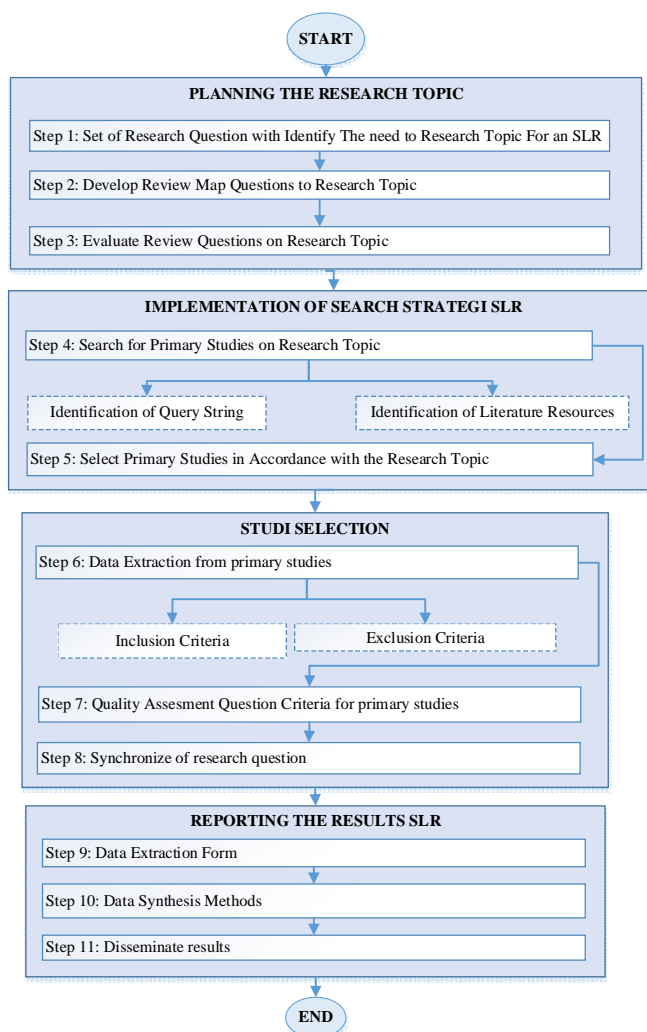 START
PLANNING THE RESEARCH TOPIC
Step 1: Set of Research Question with Identify The need to Research Topic For an SLR
Step 2: Develop Review Map Questions to Research Topic
Step 3: Evaluate Review Questions on Research Topic
IMPLEMENTATION OF SEARCH STRATEGI SLR
Step 4: Search for Primary Studies on Research Topic
Identification of Query String
Identification of Literature Resources
Step 5: Select Primary Studies in Accordance with the Research Topic
STUDI SELECTION
Step 6: Data Extraction from primary studies
Inclusion Criteria
Exclusion Criteria
Step 7: Quality Assesment Question Criteria for primary studies
Step 8: Synchronize of research question
REPORTING THE RESULTS SLR
Step 9: Data Extraction Form
Step 10: Data Synthesis Methods
Step 11: Disseminate results
END